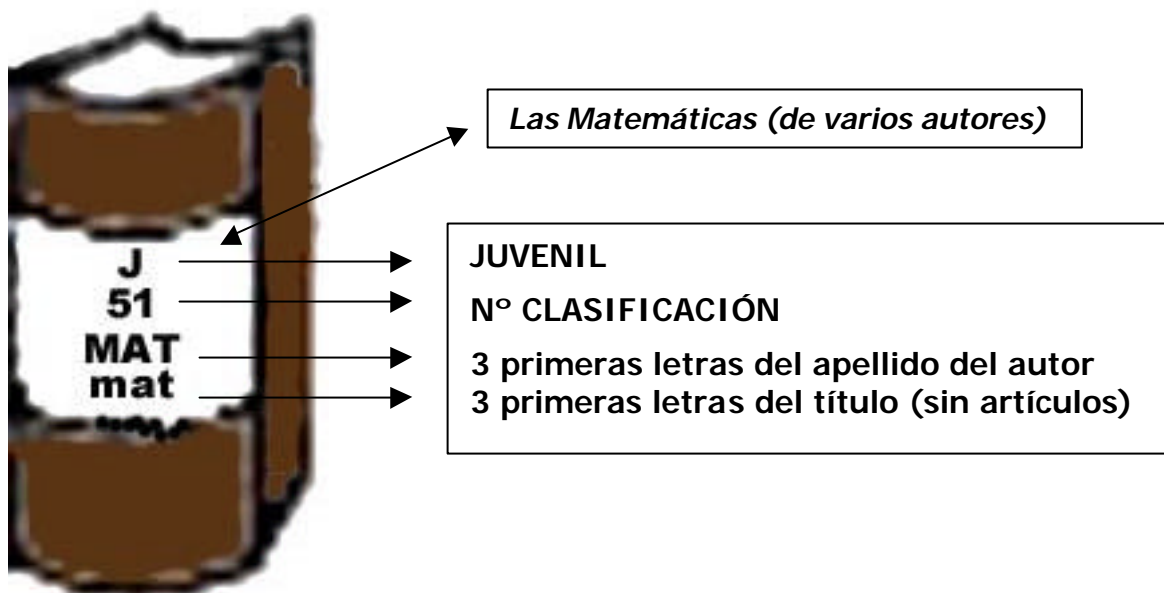 Las Matemáticas (de varios autores)
J
51
MAT
mat
JUVENIL
Nº CLASIFICACIÓN
3 primeras letras del apellido del autor
3 primeras letras del título (sin artículos)